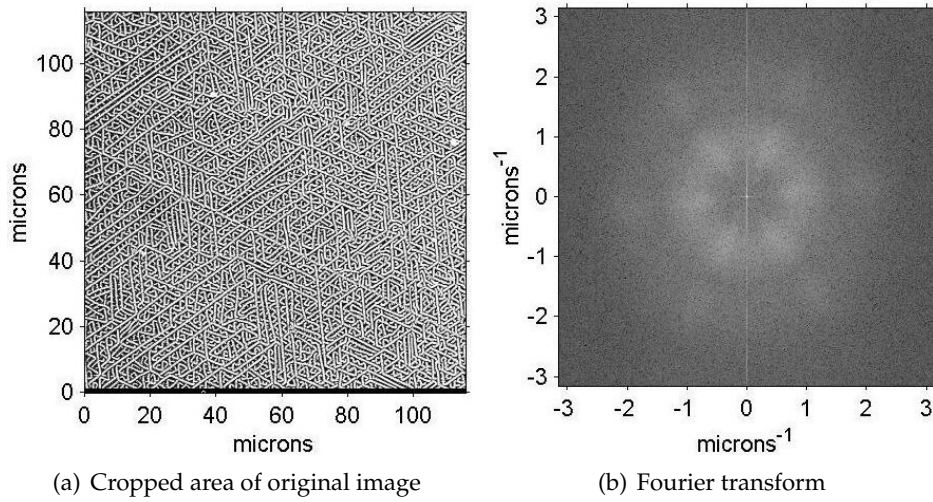 100
80
60
40
20
0
microns
0 20 40 60 80 100
microns
3
2
1
0
-1
-2
-3
microns-1
-3 -2 -1 0 1 2 3
microns-1
(a) Cropped area of original image
(b) Fourier transform